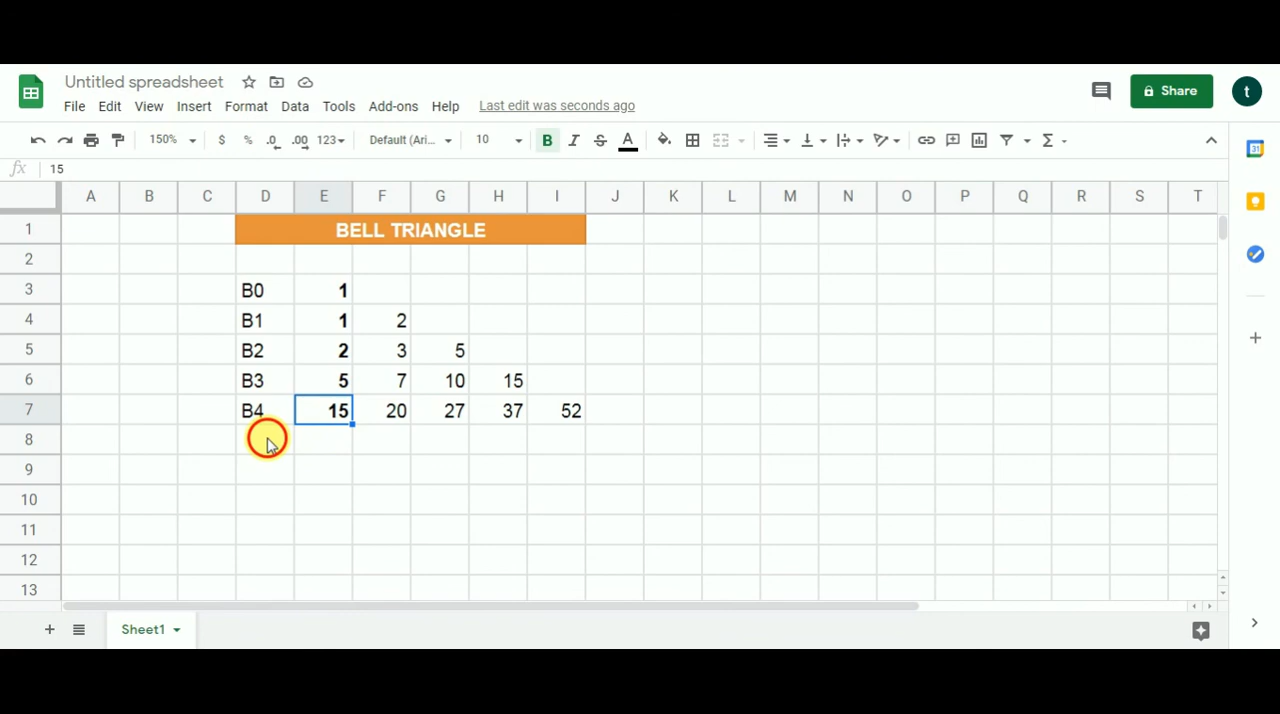 Untitled spreadsheet
File Edit View Insert Format Data Tools Add-ons Help Last edit was seconds ago
Share t
150% $ % .0 .00 123 Default (Ari... 10 B I S A Σ
fx 15
31
A B C D E F G H I J K L M N O P Q R S T
1 BELL TRIANGLE
2
3 B0 1
4 B1 1 2
5 B2 2 3 5
6 B3 5 7 10 15
7 B4 15 20 27 37 52
8
9
10
11
12
13
Sheet1